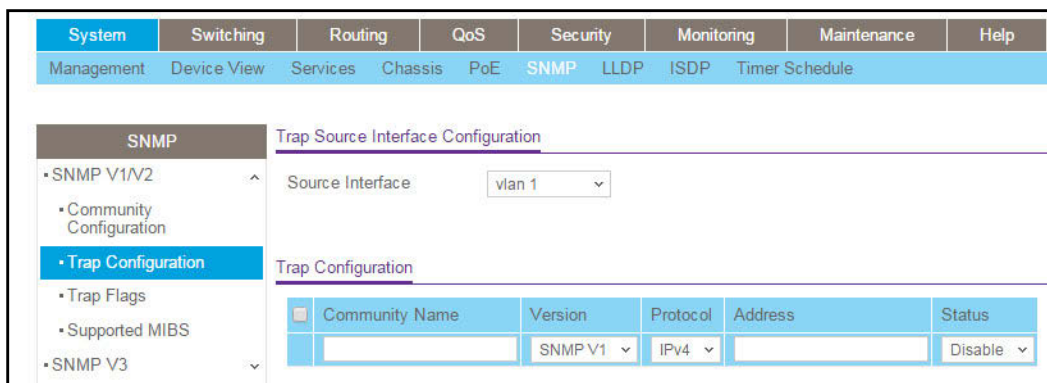 System Switching Routing QoS Security Monitoring Maintenance Help
Management Device View Services Chassis PoE SNMP LLDP ISDP Timer Schedule
SNMP
SNMP V1/V2
Community
Configuration
Trap Configuration
Trap Flags
Supported MIBS
SNMP V3
Trap Source Interface Configuration
Source Interface vlan 1
Trap Configuration
Community Name Version Protocol Address Status
SNMP V1 IPv4 Disable